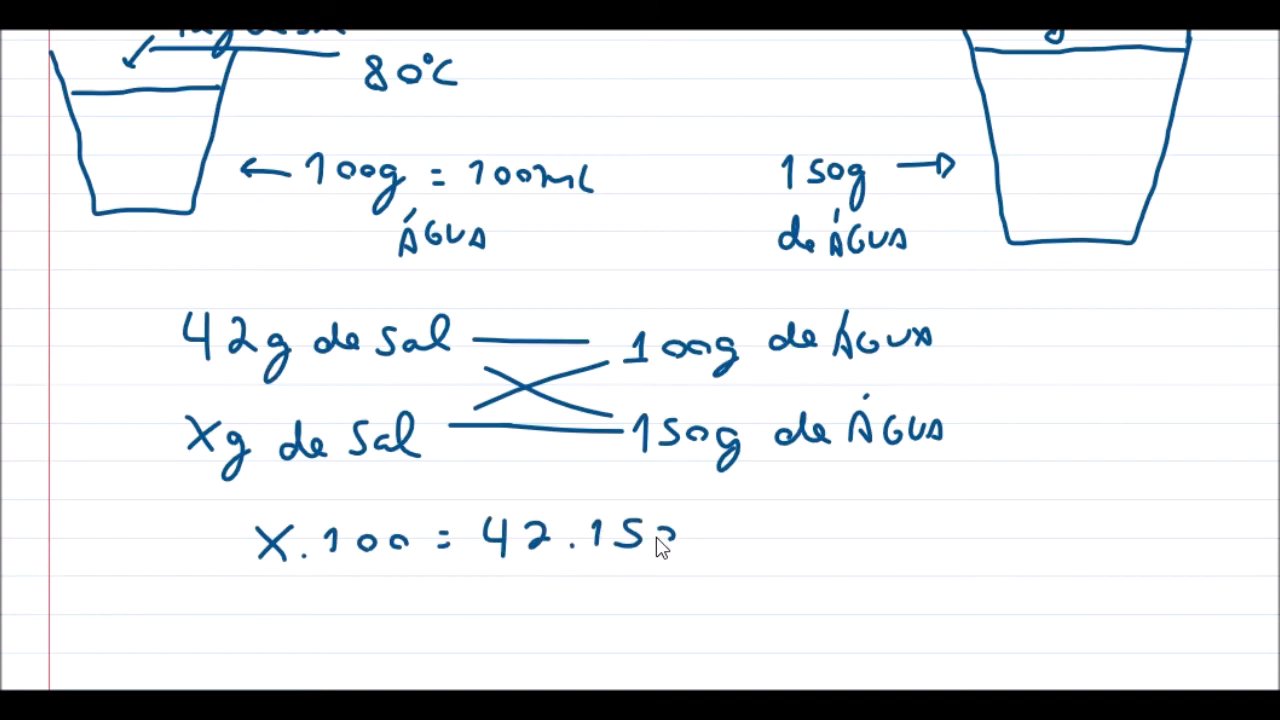 80°C
← 100g = 100mL
ÁGUA
150g →
de ÁGUA
42g de sal 100g de ÁGUA
Xg de sal 150g de ÁGUA
X.100 = 42.150